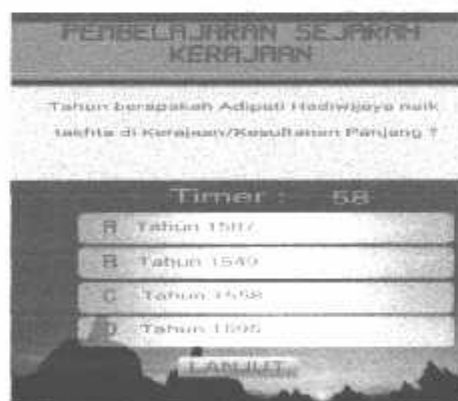 PEMBELAJARAN SEJARAH
KERAJAAN
Tahun berapakah Adipati Hadiwijaya naik
takhta di Kerajaan/Kesultanan Panjang ?
Timer : 58
A Tahun 1587
B Tahun 1549
C Tahun 1558
D Tahun 1595
LANJUT